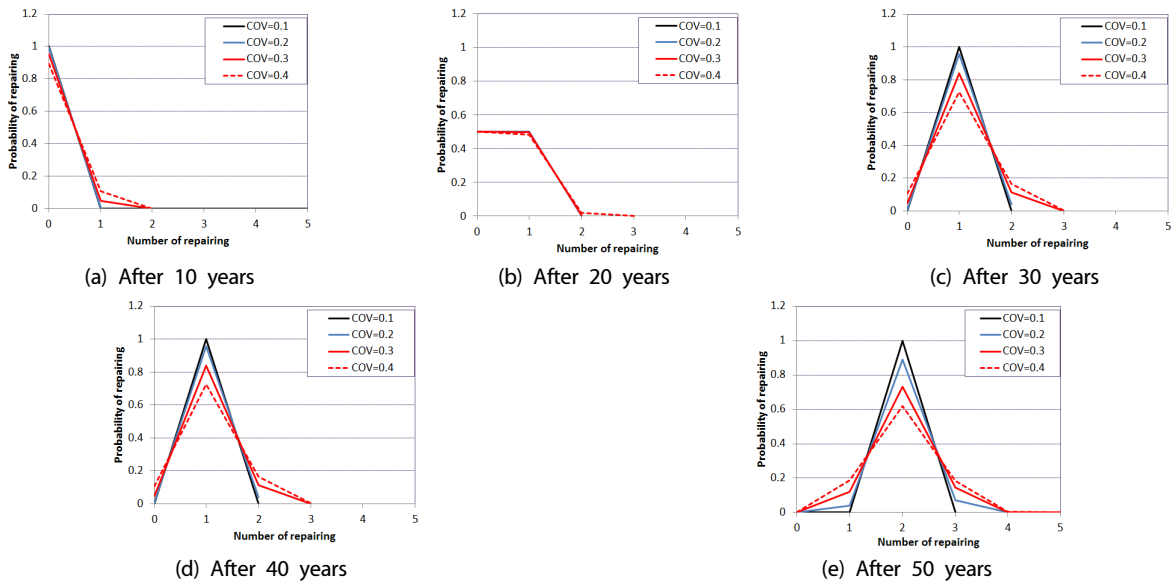 1.2
1
0.8
0.6
0.4
0.2
0
Probability of repairing
COV=0.1
COV=0.2
COV=0.3
COV=0.4
0 1 2 3 4 5
Number of repairing
(a) After 10 years
1.2
1
0.8
0.6
0.4
0.2
0
Probability of repairing
COV=0.1
COV=0.2
COV=0.3
COV=0.4
0 1 2 3 4 5
Number of repairing
(b) After 20 years
1.2
1
0.8
0.6
0.4
0.2
0
Probability of repairing
COV=0.1
COV=0.2
COV=0.3
COV=0.4
0 1 2 3 4 5
Number of repairing
(c) After 30 years
1.2
1
0.8
0.6
0.4
0.2
0
Probability of repairing
COV=0.1
COV=0.2
COV=0.3
COV=0.4
0 1 2 3 4 5
Number of repairing
(d) After 40 years
1.2
1
0.8
0.6
0.4
0.2
0
Probability of repairing
COV=0.1
COV=0.2
COV=0.3
COV=0.4
0 1 2 3 4 5
Number of repairing
(e) After 50 years